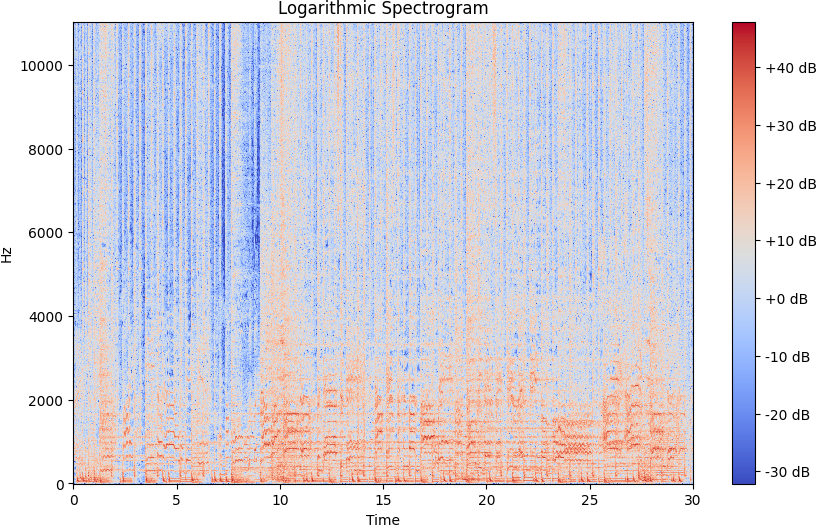 Logarithmic Spectrogram
Hz
10000
8000
6000
4000
2000
0
0 5 10 15 20 25 30
Time
+40 dB
+30 dB
+20 dB
+10 dB
+0 dB
-10 dB
-20 dB
-30 dB